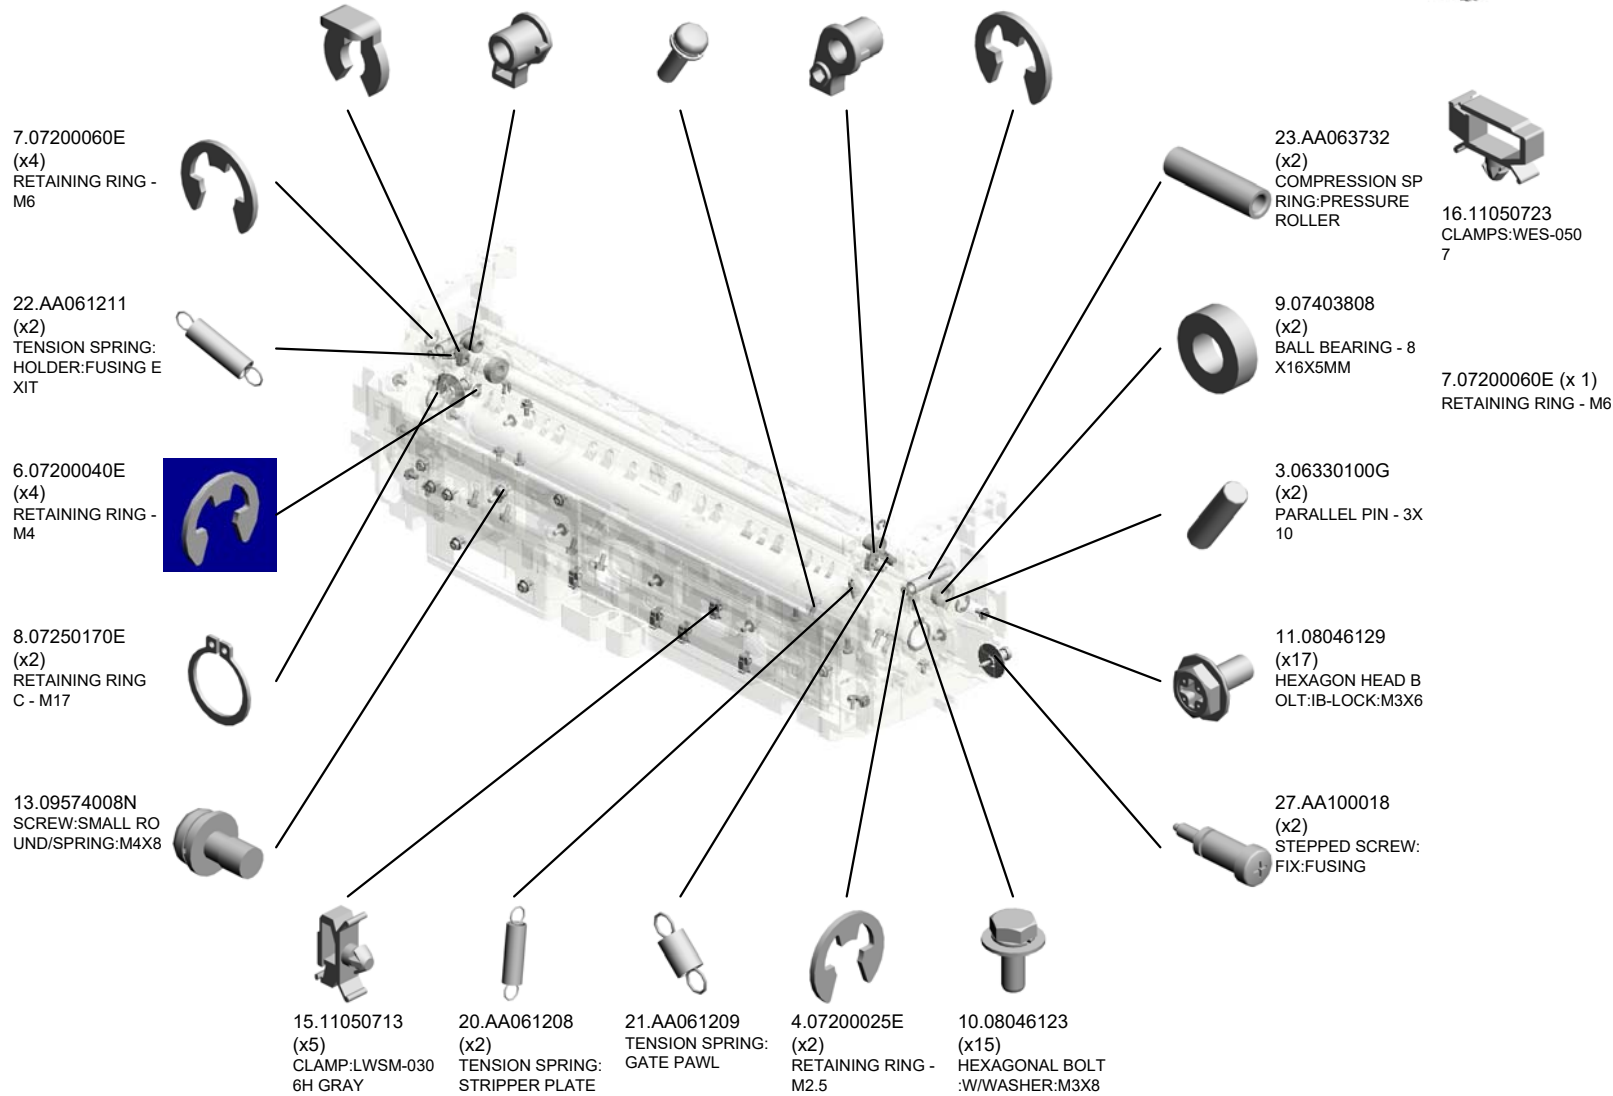 7.07200060E
(x4)
RETAINING RING -
M6
22.AA061211
(x2)
TENSION SPRING:
HOLDER:FUSING E
XIT
6.07200040E
(x4)
RETAINING RING -
M4
8.07250170E
(x2)
RETAINING RING
C - M17
13.09574008N
SCREW:SMALL RO
UND/SPRING:M4X8
15.11050713
(x5)
CLAMP:LWSM-030
6H GRAY
20.AA061208
(x2)
TENSION SPRING:
STRIPPER PLATE
21.AA061209
TENSION SPRING:
GATE PAWL
4.07200025E
(x2)
RETAINING RING -
M2.5
10.08046123
(x15)
HEXAGONAL BOLT
:W/WASHER:M3X8
23.AA063732
(x2)
COMPRESSION SP
RING:PRESSURE
ROLLER
9.07403808
(x2)
BALL BEARING - 8
X16X5MM
3.06330100G
(x2)
PARALLEL PIN - 3X
10
11.08046129
(x17)
HEXAGON HEAD B
OLT:IB-LOCK:M3X6
27.AA100018
(x2)
STEPPED SCREW:
FIX:FUSING
16.11050723
CLAMPS:WES-050
7
7.07200060E (x 1)
RETAINING RING - M6